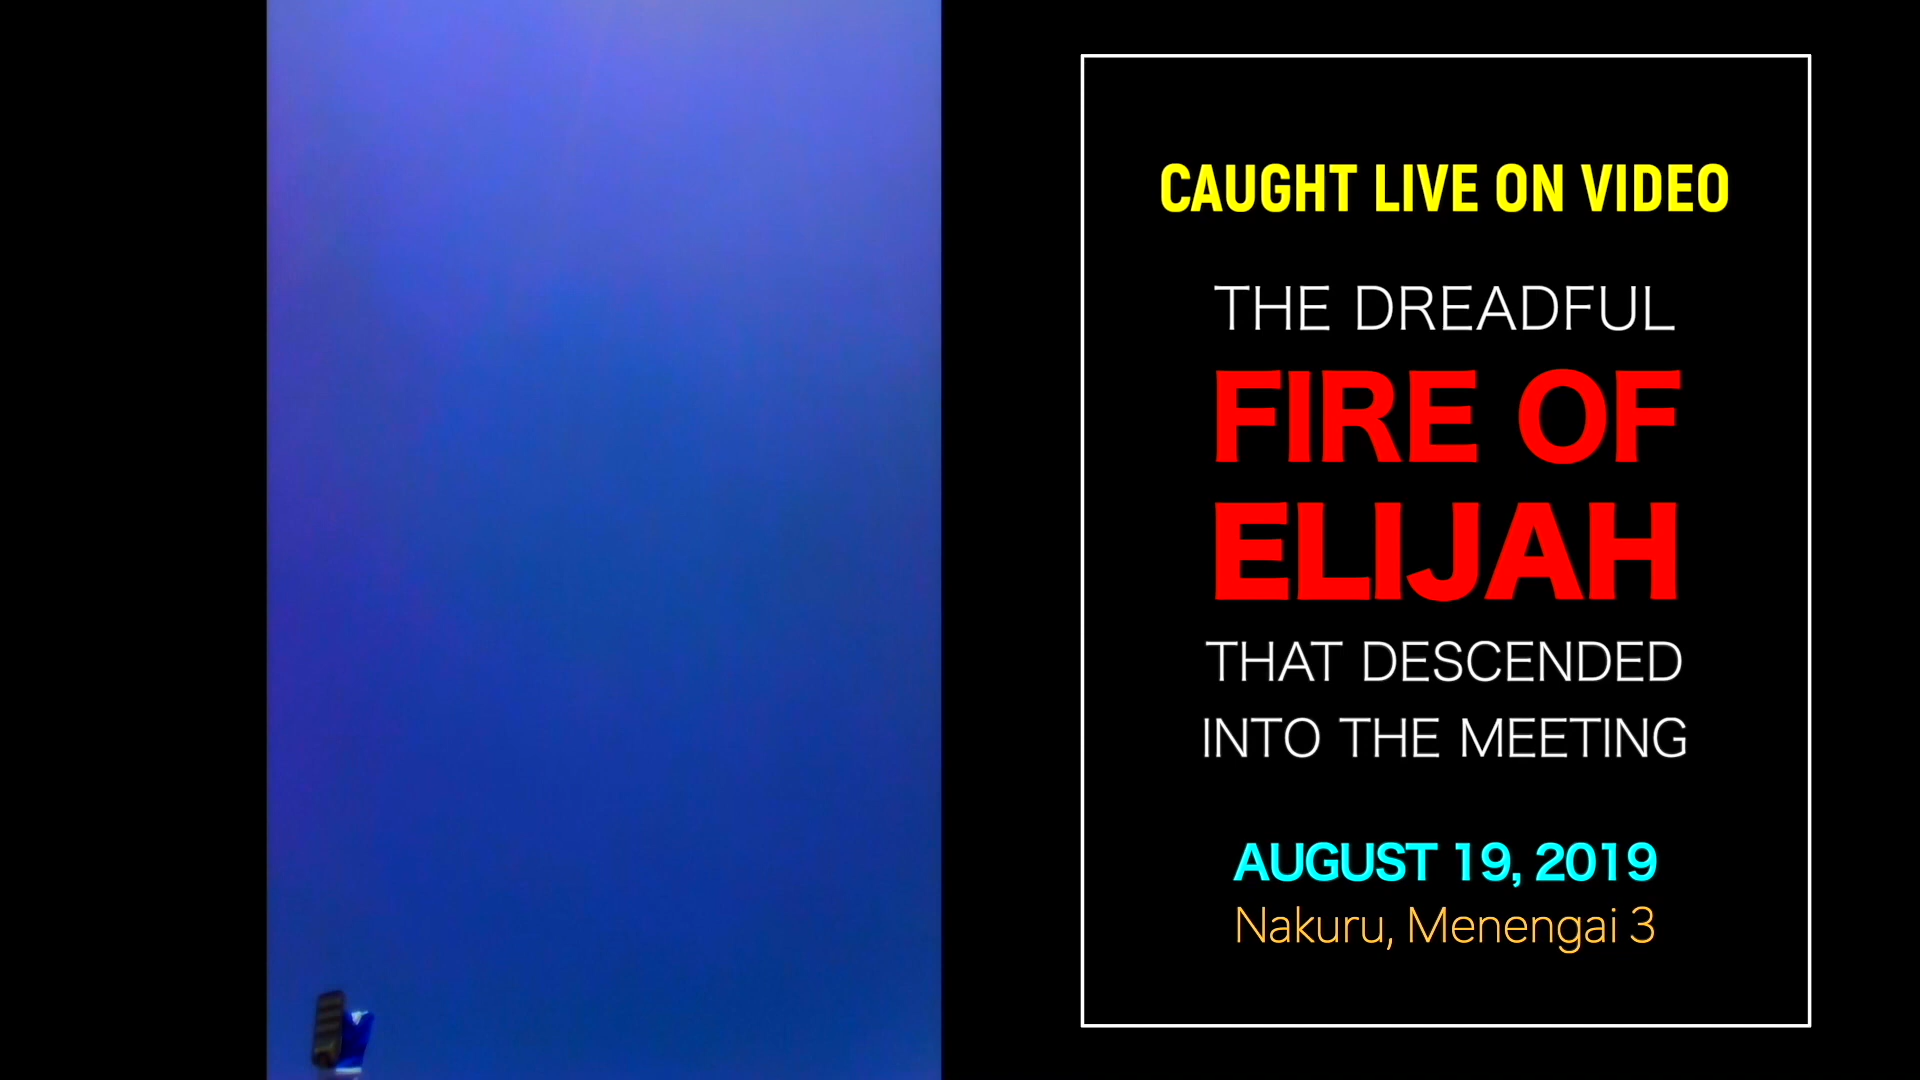 CAUGHT LIVE ON VIDEO
THE DREADFUL
FIRE OF
ELIJAH
THAT DESCENDED
INTO THE MEETING
AUGUST 19, 2019
Nakuru, Menengai 3